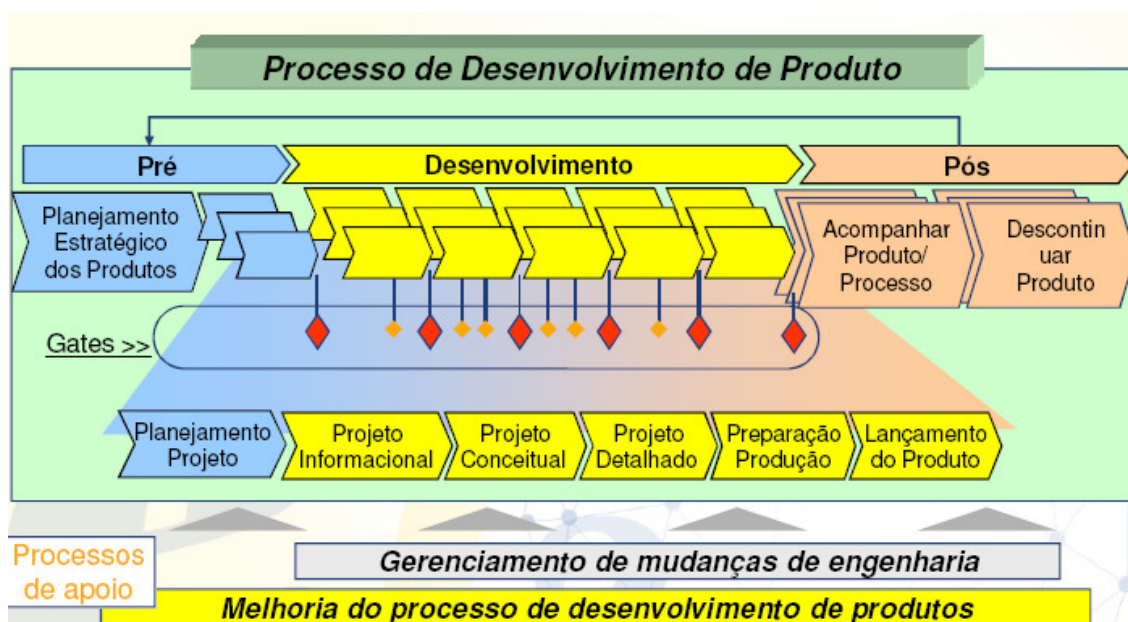 Processo de Desenvolvimento de Produto
Pré
Desenvolvimento
Pós
Planejamento
Estratégico
dos Produtos
Acompanhar
Produto/
Processo
Descontin
uar
Produto
Gates >>
Planejamento
Projeto
Projeto
Informacional
Projeto
Conceitual
Projeto
Detalhado
Preparação
Produção
Lançamento
do Produto
Processos
de apoio
Gerenciamento de mudanças de engenharia
Melhoria do processo de desenvolvimento de produtos